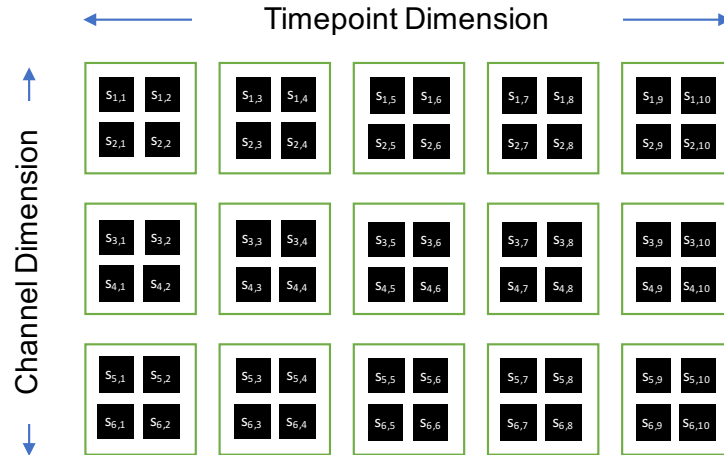 Timepoint Dimension
Channel Dimension
s1,1 s1,2 s1,3 s1,4 s1,5 s1,6 s1,7 s1,8 s1,9 s1,10
s2,1 s2,2 s2,3 s2,4 s2,5 s2,6 s2,7 s2,8 s2,9 s2,10
s3,1 s3,2 s3,3 s3,4 s3,5 s3,6 s3,7 s3,8 s3,9 s3,10
s4,1 s4,2 s4,3 s4,4 s4,5 s4,6 s4,7 s4,8 s4,9 s4,10
s5,1 s5,2 s5,3 s5,4 s5,5 s5,6 s5,7 s5,8 s5,9 s5,10
s6,1 s6,2 s6,3 s6,4 s6,5 s6,6 s6,7 s6,8 s6,9 s6,10